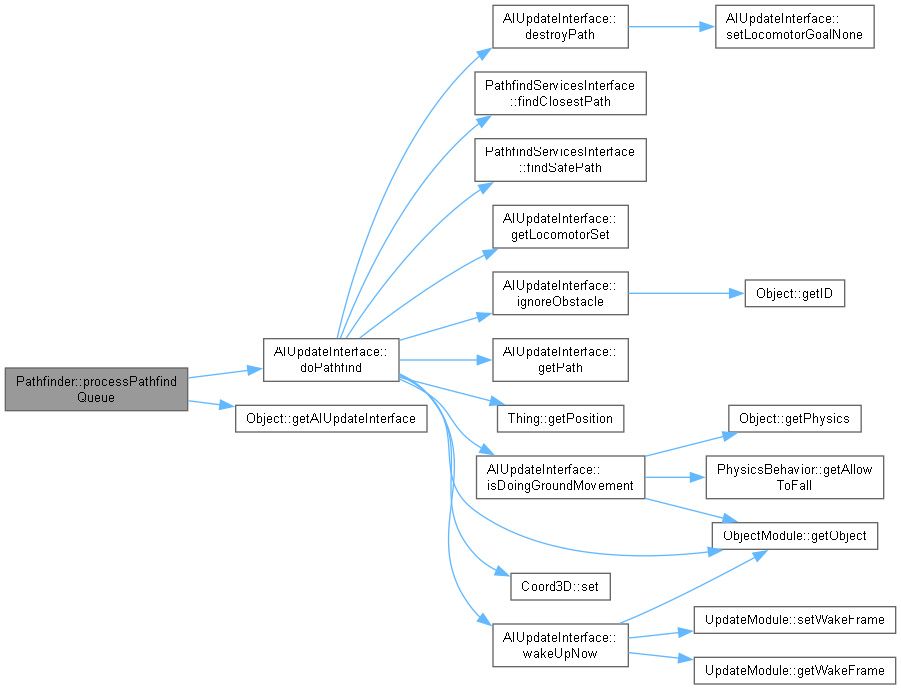 AIUpdateInterface::
destroyPath
AIUpdateInterface::
setLocomotorGoalNone
PathfindServicesInterface
::findClosestPath
PathfindServicesInterface
::findSafePath
AIUpdateInterface::
getLocomotorSet
AIUpdateInterface::
ignoreObstacle
Object::getID
AIUpdateInterface::
doPathfind
AIUpdateInterface::
getPath
Pathfinder::processPathfind
Queue
Object::getAIUpdateInterface
Thing::getPosition
Object::getPhysics
AIUpdateInterface::
isDoingGroundMovement
PhysicsBehavior::getAllow
ToFall
ObjectModule::getObject
Coord3D::set
AIUpdateInterface::
wakeUpNow
UpdateModule::setWakeFrame
UpdateModule::getWakeFrame